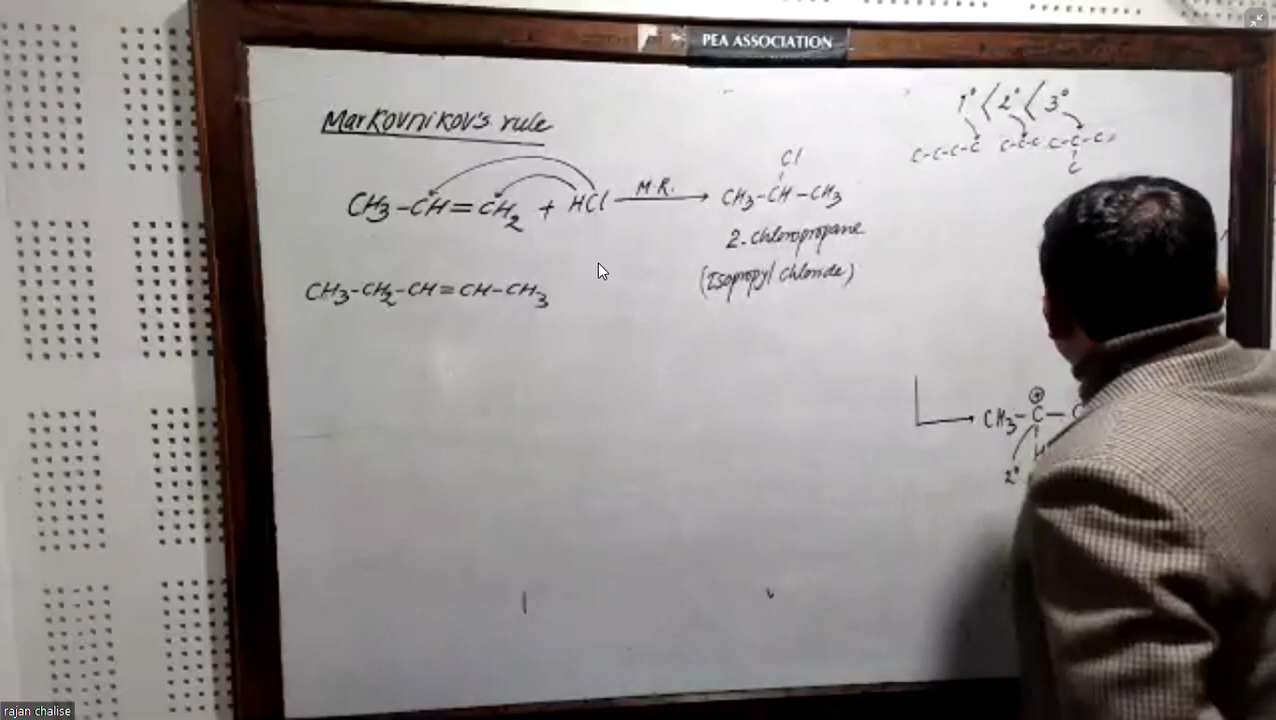 PEA ASSOCIATION
Markovnikov's rule
1° < 2° < 3°
C-C-C-C C-C-C C-C-C
C
Cl
CH3-CH=CH2 + HCl M.R. → CH3-CH-CH3
2-chloropropane
(Isopropyl chloride)
CH3-CH2-CH=CH-CH3
⊕
→ CH3-C-C
H
2°
rajan chalise